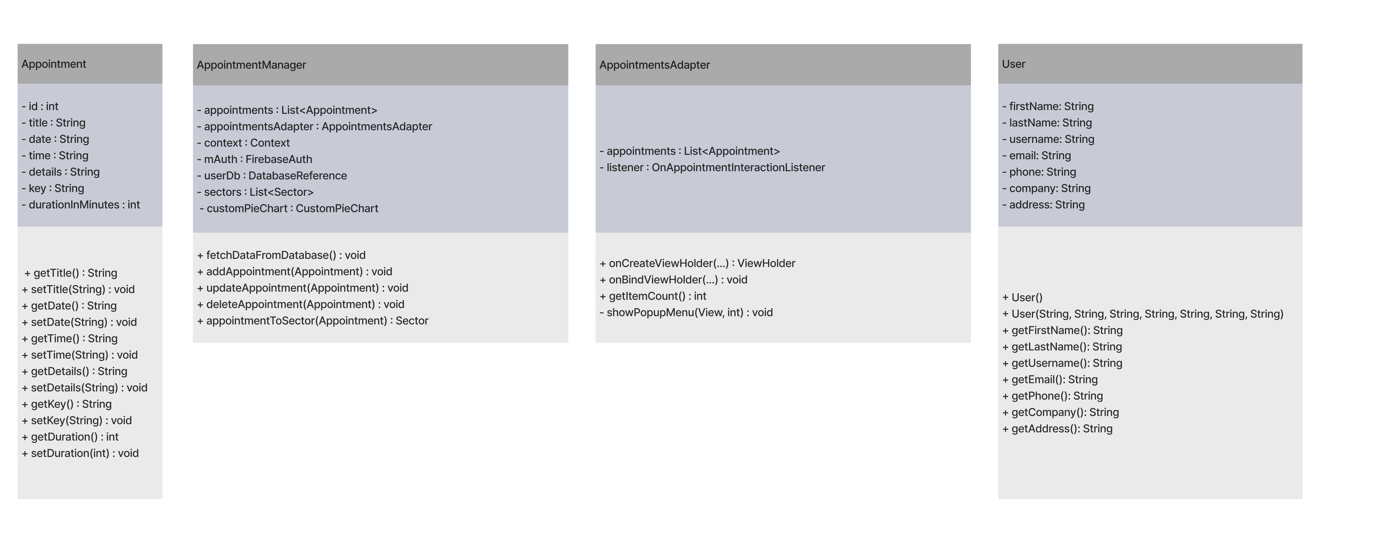 Appointment
- id : int
- title : String
- date : String
- time : String
- details : String
- key : String
- durationInMinutes : int
+ getTitle() : String
+ setTitle(String) : void
+ getDate() : String
+ setDate(String) : void
+ getTime() : String
+ setTime(String) : void
+ getDetails() : String
+ setDetails(String) : void
+ getKey() : String
+ setKey(String) : void
+ getDuration() : int
+ setDuration(int) : void
AppointmentManager
- appointments : List<Appointment>
- appointmentsAdapter : AppointmentsAdapter
- context : Context
- mAuth : FirebaseAuth
- userDb : DatabaseReference
- sectors : List<Sector>
- customPieChart : CustomPieChart
+ fetchDataFromDatabase() : void
+ addAppointment(Appointment) : void
+ updateAppointment(Appointment) : void
+ deleteAppointment(Appointment) : void
+ appointmentToSector(Appointment) : Sector
AppointmentsAdapter
- appointments : List<Appointment>
- listener : OnAppointmentInteractionListener
+ onCreateViewHolder(...) : ViewHolder
+ onBindViewHolder(...) : void
+ getItemCount() : int
- showPopupMenu(View, int) : void
User
- firstName: String
- lastName: String
- username: String
- email: String
- phone: String
- company: String
- address: String
+ User()
+ User(String, String, String, String, String, String, String)
+ getFirstName(): String
+ getLastName(): String
+ getUsername(): String
+ getEmail(): String
+ getPhone(): String
+ getCompany(): String
+ getAddress(): String